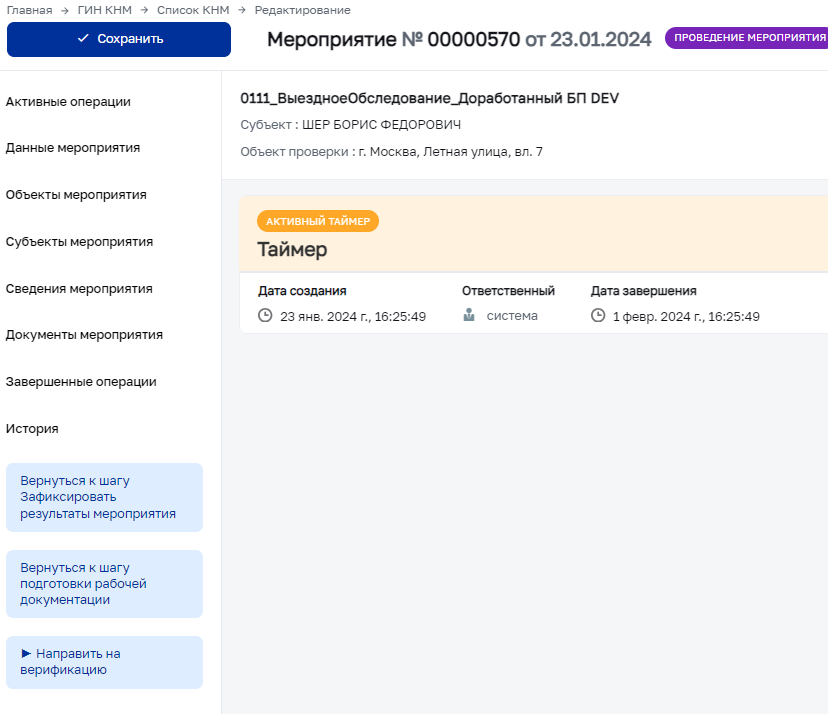 Главная → ГИН КНМ → Список КНМ → Редактирование
Сохранить
Мероприятие № 00000570 от 23.01.2024
ПРОВЕДЕНИЕ МЕРОПРИЯТИЯ
Активные операции
Данные мероприятия
Объекты мероприятия
Субъекты мероприятия
Сведения мероприятия
Документы мероприятия
Завершенные операции
История
Вернуться к шагу
Зафиксировать
результаты мероприятия
Вернуться к шагу
подготовки рабочей
документации
► Направить на
верификацию
0111_ВыездноеОбследование_Доработанный БП DEV
Субъект : ШЕР БОРИС ФЕДОРОВИЧ
Объект проверки : г. Москва, Летная улица, вл. 7
АКТИВНЫЙ ТАЙМЕР
Таймер
Дата создания
23 янв. 2024 г., 16:25:49
Ответственный
система
Дата завершения
1 февр. 2024 г., 16:25:49